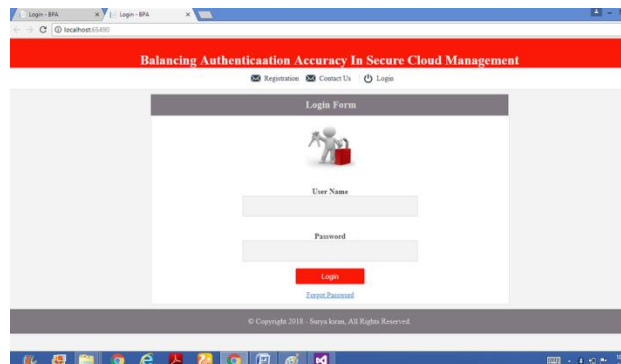 Login - BPA
Login - BPA
localhost:65490
Balancing Authenticaation Accuracy In Secure Cloud Management
Registration Contact Us Login
Login Form
User Name
Password
Login
Forget Password
© Copyright 2018 - Surya kiran, All Rights Reserved.